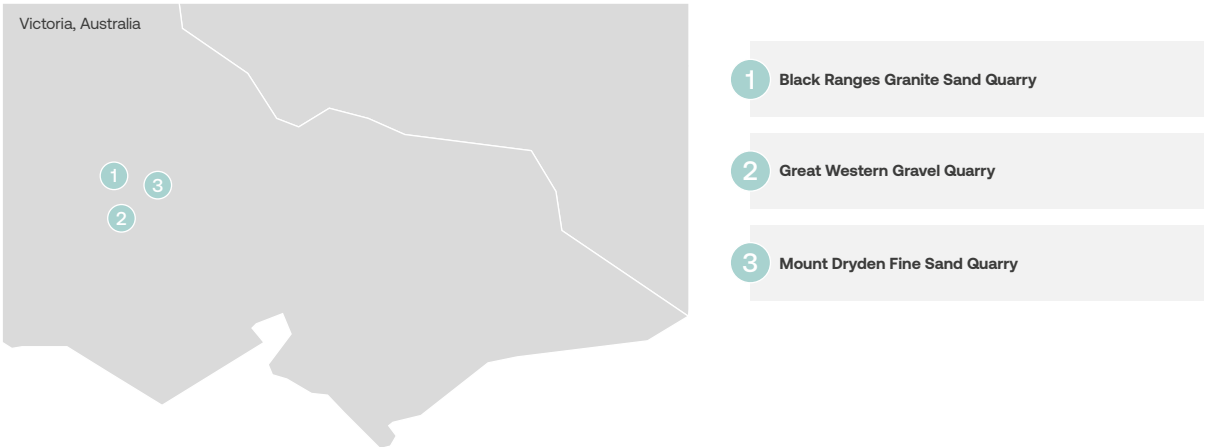 Victoria, Australia
1
3
2
1 Black Ranges Granite Sand Quarry
2 Great Western Gravel Quarry
3 Mount Dryden Fine Sand Quarry